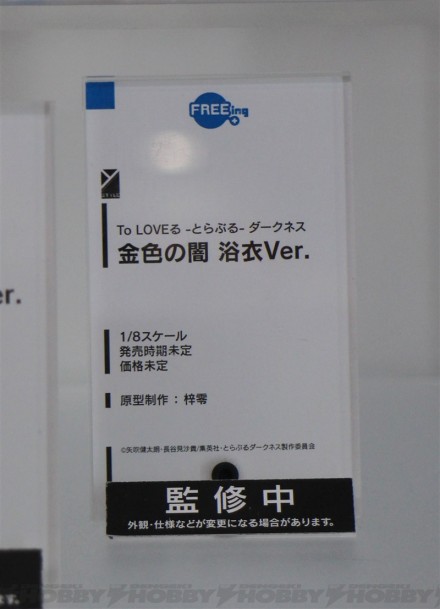 FREEing
To LOVEる -とらぶる- ダークネス
金色の闇 浴衣Ver.
1/8スケール
発売時期未定
価格未定
原型制作 : 梓零
©矢吹健太朗・長谷見沙貴/集英社・とらぶるダークネス製作委員会
監修中
外観・仕様などが変更になる場合があります。
er.
ます。
HOBBY HOBBY HOBBY